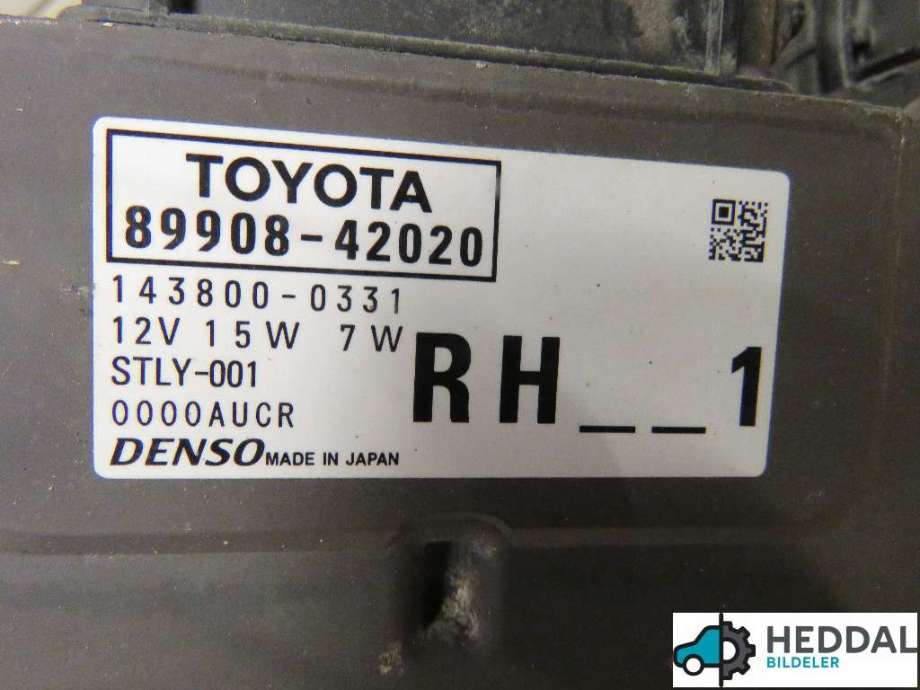 TOYOTA
89908-42020
143800-0331
12V 15W 7W
STLY-001
0000AUCR
RH__1
DENSO MADE IN JAPAN
HEDDAL
BILDELER